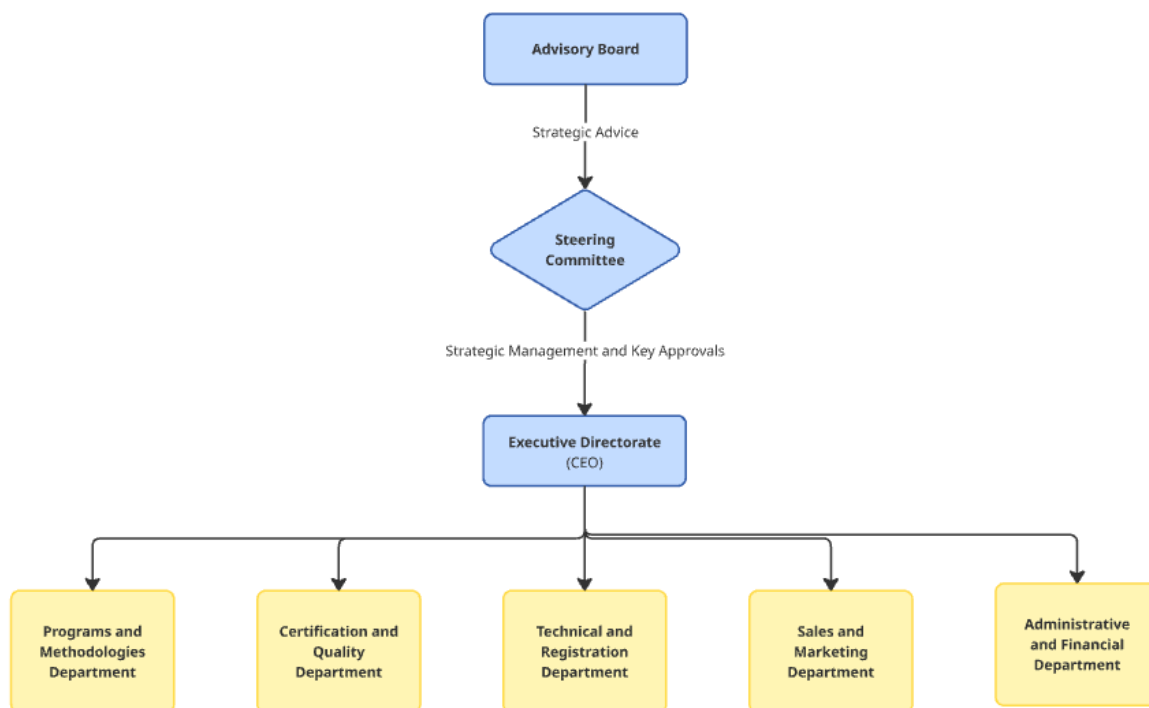 Advisory Board
Strategic Advice
Steering
Committee
Strategic Management and Key Approvals
Executive Directorate
(CEO)
Programs and
Methodologies
Department
Certification and
Quality
Department
Technical and
Registration
Department
Sales and
Marketing
Department
Administrative
and Financial
Department